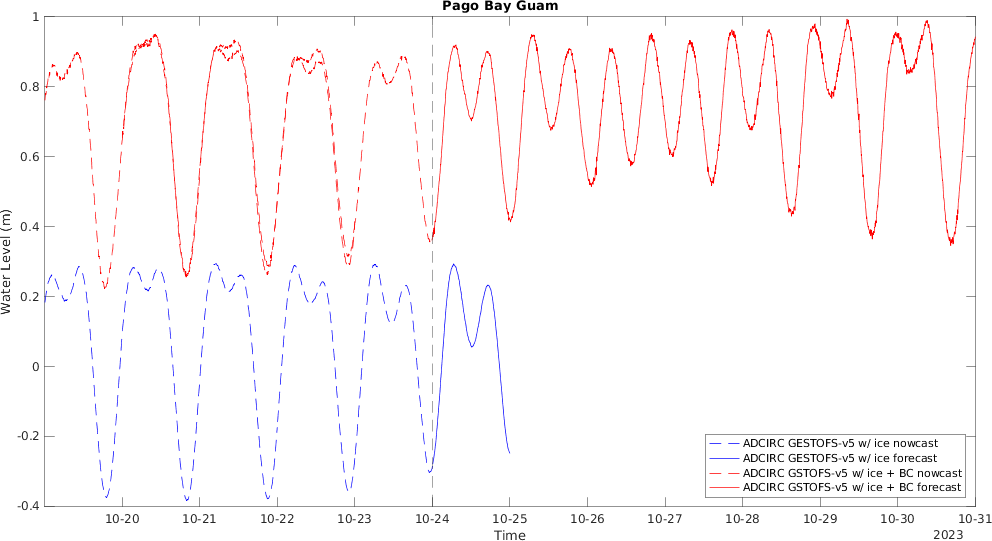 Pago Bay Guam
1
0.8
0.6
0.4
0.2
0
-0.2
-0.4
Water Level (m)
ADCIRC GESTOFS-v5 w/ ice nowcast
ADCIRC GESTOFS-v5 w/ ice forecast
ADCIRC GSTOFS-v5 w/ ice + BC nowcast
ADCIRC GSTOFS-v5 w/ ice + BC forecast
10-20 10-21 10-22 10-23 10-24 10-25 10-26 10-27 10-28 10-29 10-30 10-31
Time
2023